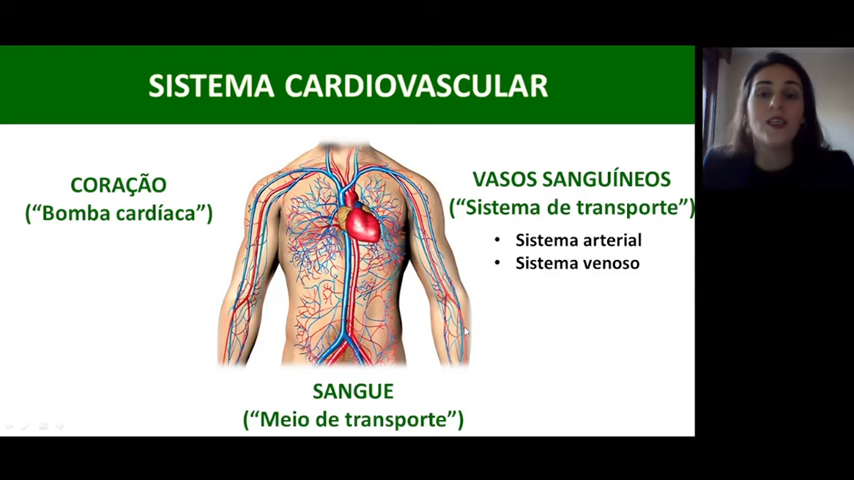 SISTEMA CARDIOVASCULAR
CORAÇÃO
(“Bomba cardíaca”)
VASOS SANGUÍNEOS
(“Sistema de transporte”)
• Sistema arterial
• Sistema venoso
SANGUE
(“Meio de transporte”)